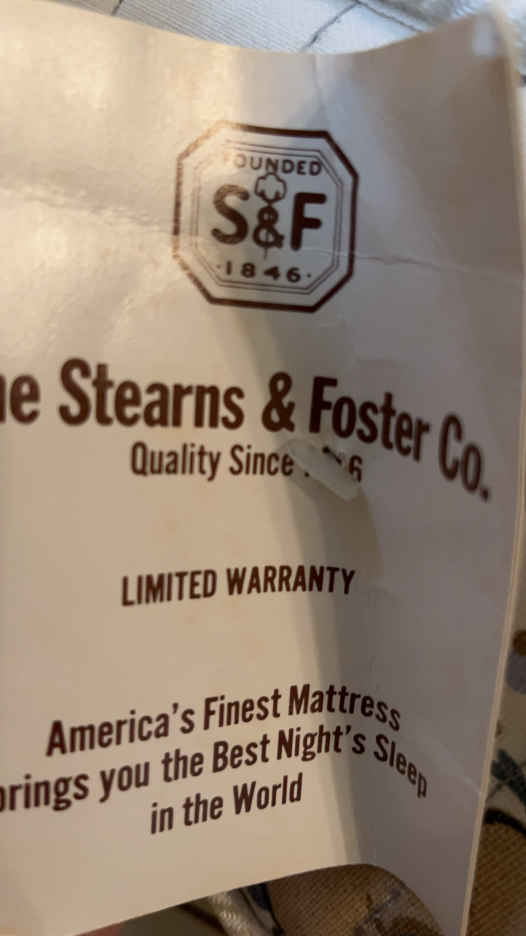 FOUNDED
S&F
·1846·
Stearns & Foster Co.
Quality Since
LIMITED WARRANTY
America's Finest Mattress
brings you the Best Night's Sleep
in the World